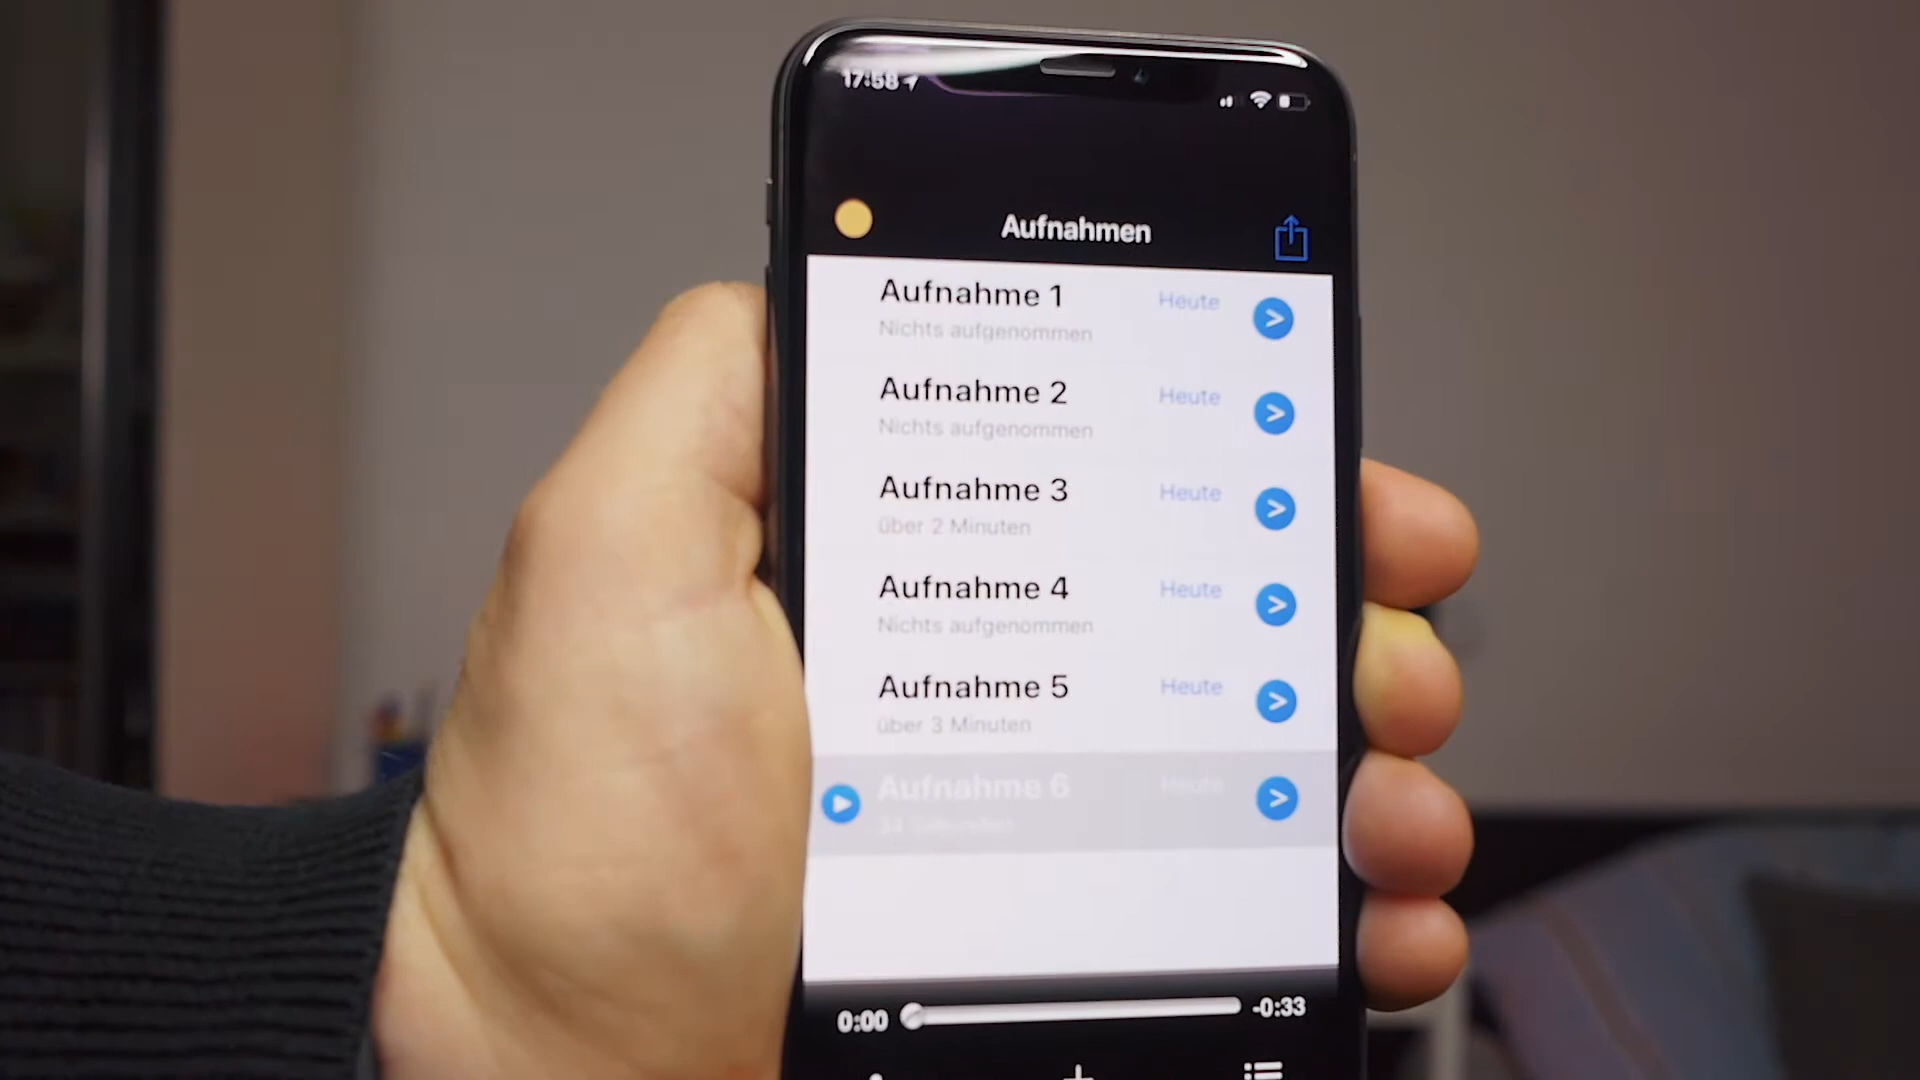 17:58
Aufnahmen
Aufnahme 1
Heute
Nichts aufgenommen
Aufnahme 2
Heute
Nichts aufgenommen
Aufnahme 3
Heute
über 2 Minuten
Aufnahme 4
Heute
Nichts aufgenommen
Aufnahme 5
Heute
über 3 Minuten
Aufnahme 6
Heute
0:00
-0:33